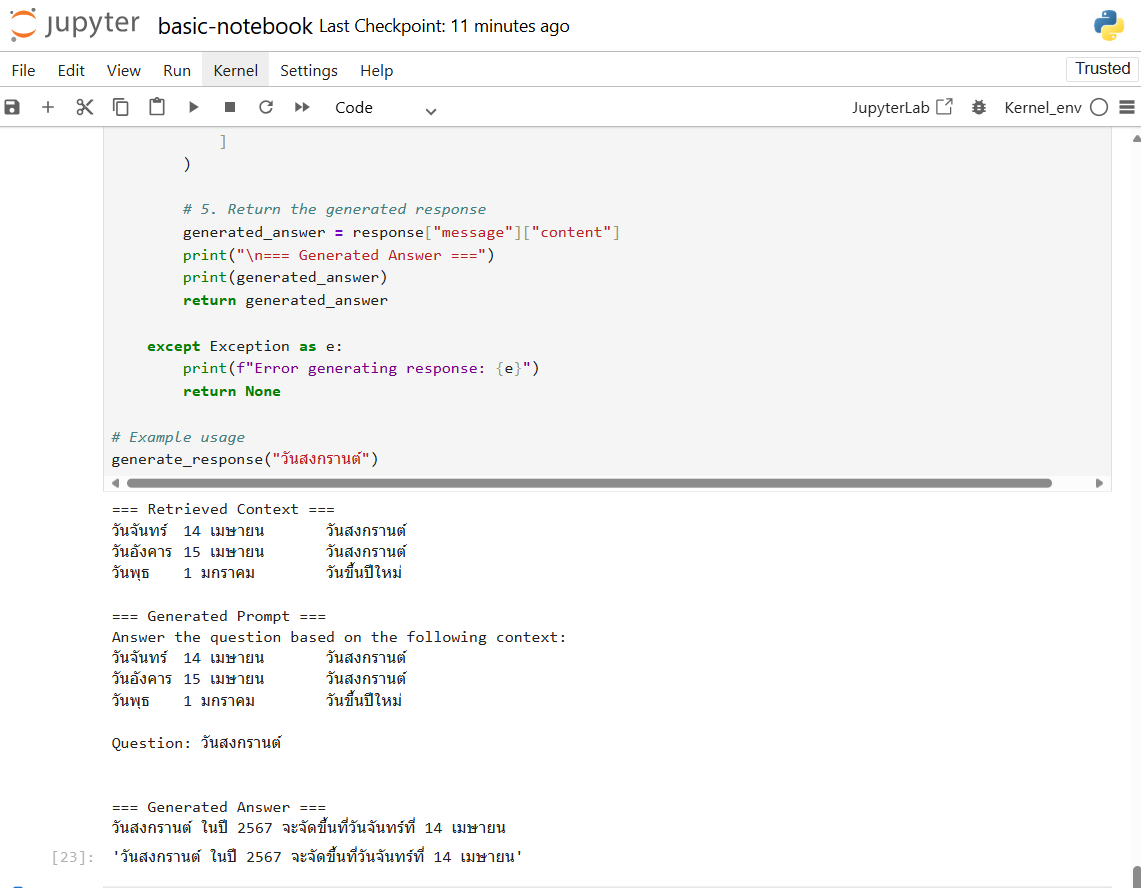 jupyter basic-notebook Last Checkpoint: 11 minutes ago
File Edit View Run Kernel Settings Help Trusted
Code JupyterLab Kernel_env
]
)
# 5. Return the generated response
generated_answer = response["message"]["content"]
print("\n=== Generated Answer ===")
print(generated_answer)
return generated_answer
except Exception as e:
print(f"Error generating response: {e}")
return None
# Example usage
generate_response("วันสงกรานต์")
=== Retrieved Context ===
วันจันทร์ 14 เมษายน วันสงกรานต์
วันอังคาร 15 เมษายน วันสงกรานต์
วันพุธ 1 มกราคม วันขึ้นปีใหม่
=== Generated Prompt ===
Answer the question based on the following context:
วันจันทร์ 14 เมษายน วันสงกรานต์
วันอังคาร 15 เมษายน วันสงกรานต์
วันพุธ 1 มกราคม วันขึ้นปีใหม่
Question: วันสงกรานต์
=== Generated Answer ===
วันสงกรานต์ ในปี 2567 จะจัดขึ้นที่วันจันทร์ที่ 14 เมษายน
[23]: 'วันสงกรานต์ ในปี 2567 จะจัดขึ้นที่วันจันทร์ที่ 14 เมษายน'